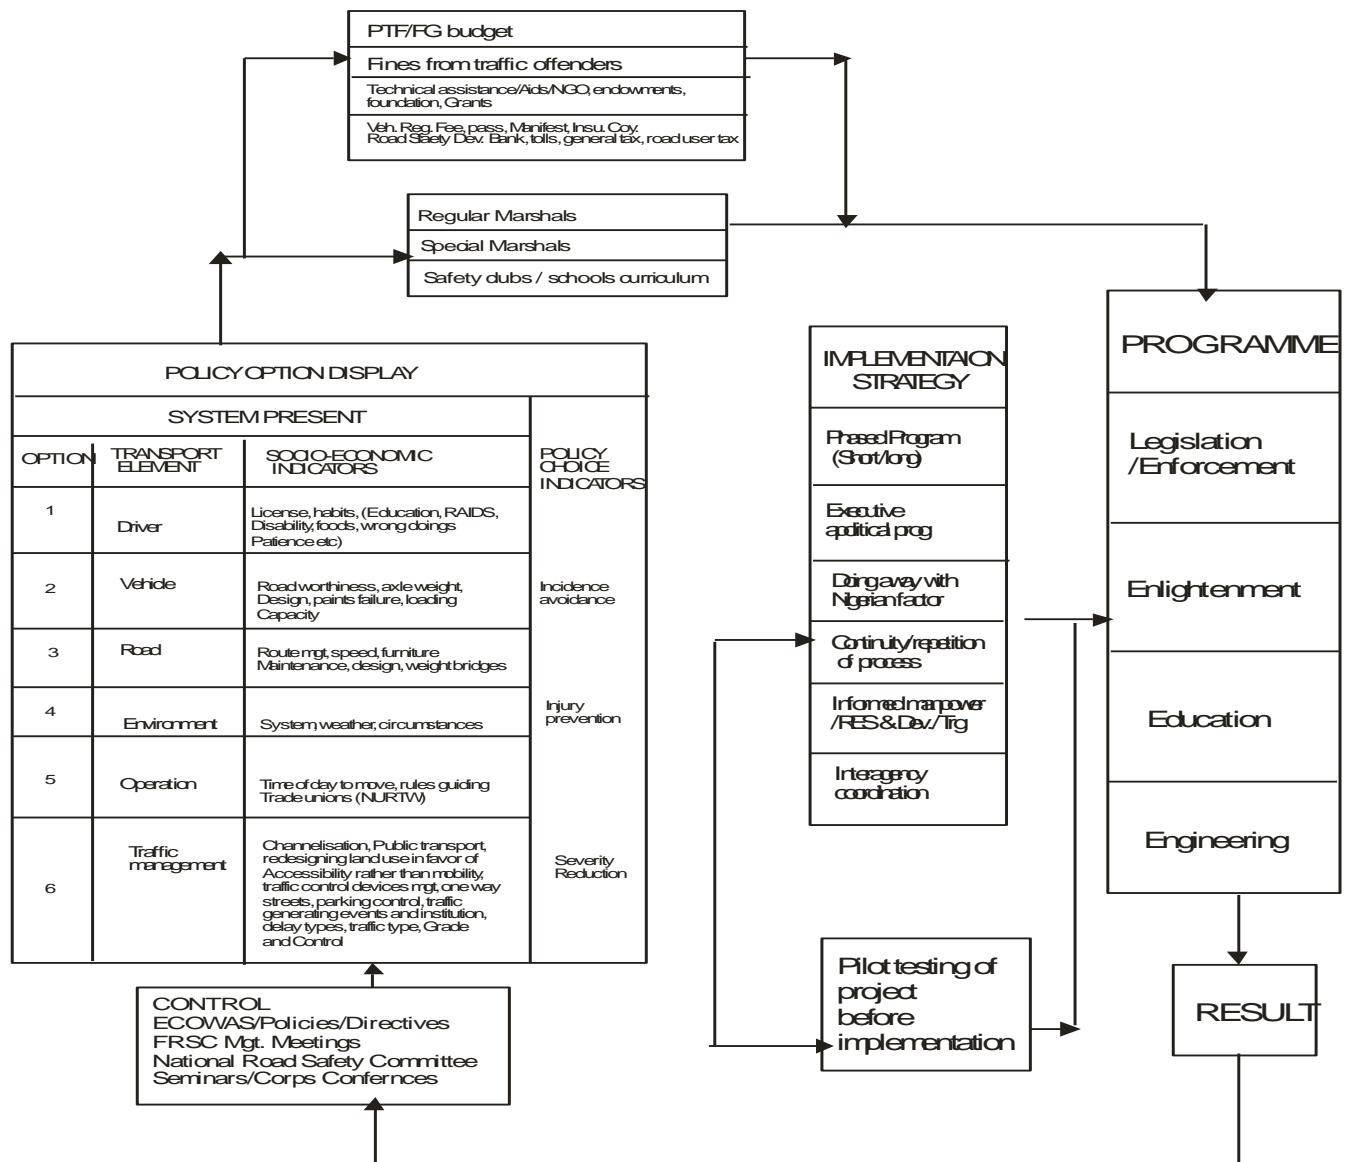 PTF/FG budget
Fines from traffic offenders
Technical assistance/Aids/NGO, endowments,
foundation, Grants
Veh. Reg. Fee, pass, Manifest, Insu. Coy.
Road Sfaety Dev. Bank, tolls, general tax, road user tax
Regular Marshals
Special Marshals
Safety clubs / schools curriculum
POLICY OPTION DISPLAY
SYSTEM PRESENT
OPTION
TRANSPORT
ELEMENT
SOCIO-ECONOMIC
INDICATORS
POLICY
CHOICE
INDICATORS
1
Driver
License, habits, (Education, RAIDS,
Disability, foods, wrong doings
Patience etc)
2
Vehicle
Road worthiness, axle weight,
Design, paints failure, loading
Capacity
Incidence
avoidance
3
Road
Route mgt, speed, furniture
Maintenance, design, weight bridges
4
Environment
System, weather, circumstances
Injury
prevention
5
Operation
Time of day to move, rules guiding
Trade unions (NURTW)
6
Traffic
management
Channelisation, Public transport,
redesigning land use in favor of
Accessibility rather than mobility,
traffic control devices mgt, one way
streets, parking control, traffic
generating events and institution,
delay types, traffic type, Grade
and Control
Severity
Reduction
CONTROL
ECOWAS/Policies/Directives
FRSC Mgt. Meetings
National Road Safety Committee
Seminars/Corps Confernces
IMPLEMENTAION
STRATEGY
Phased Program
(Short/long)
Executive
apolitical prog
Doing away with
Nigerian factor
Continuity/repetition
of process
Informed manpower
/RES & Dev./Trg
Interagency
coordination
Pilot testing of
project
before
implementation
PROGRAMME
Legislation
/Enforcement
Enlightenment
Education
Engineering
RESULT